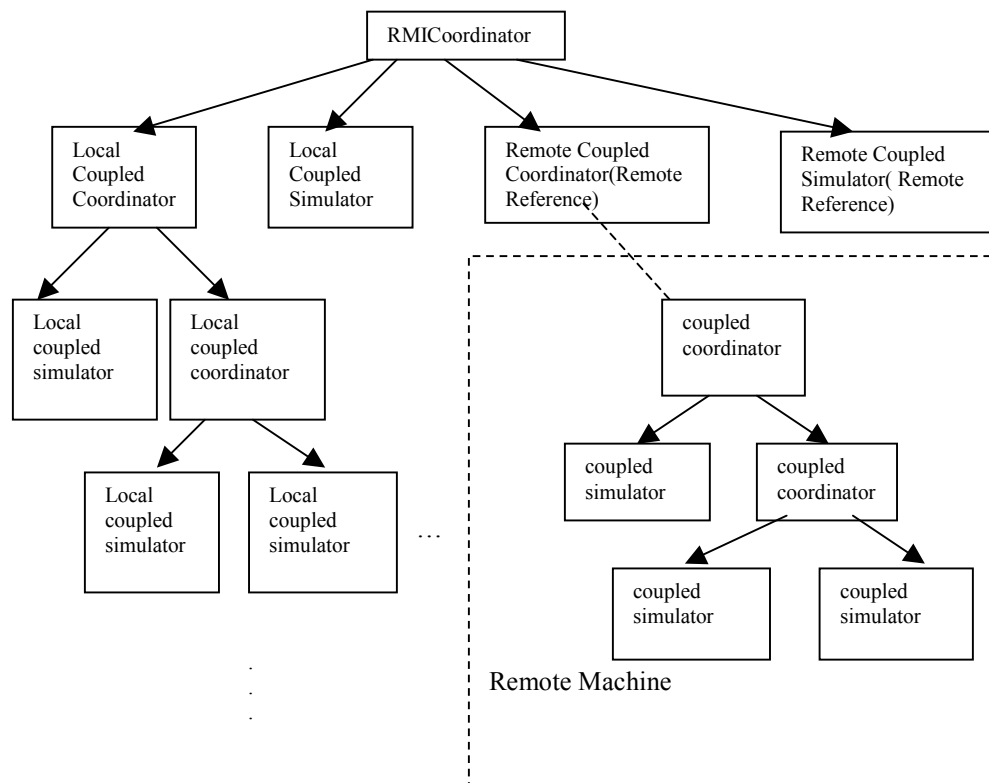 RMICoordinator
Local
Coupled
Coordinator
Local
Coupled
Simulator
Remote Coupled
Coordinator(Remote
Reference)
Remote Coupled
Simulator( Remote
Reference)
Local
coupled
simulator
Local
coupled
coordinator
coupled
coordinator
Local
coupled
simulator
Local
coupled
simulator
...
coupled
simulator
coupled
coordinator
coupled
simulator
coupled
simulator
Remote Machine
.
.
.